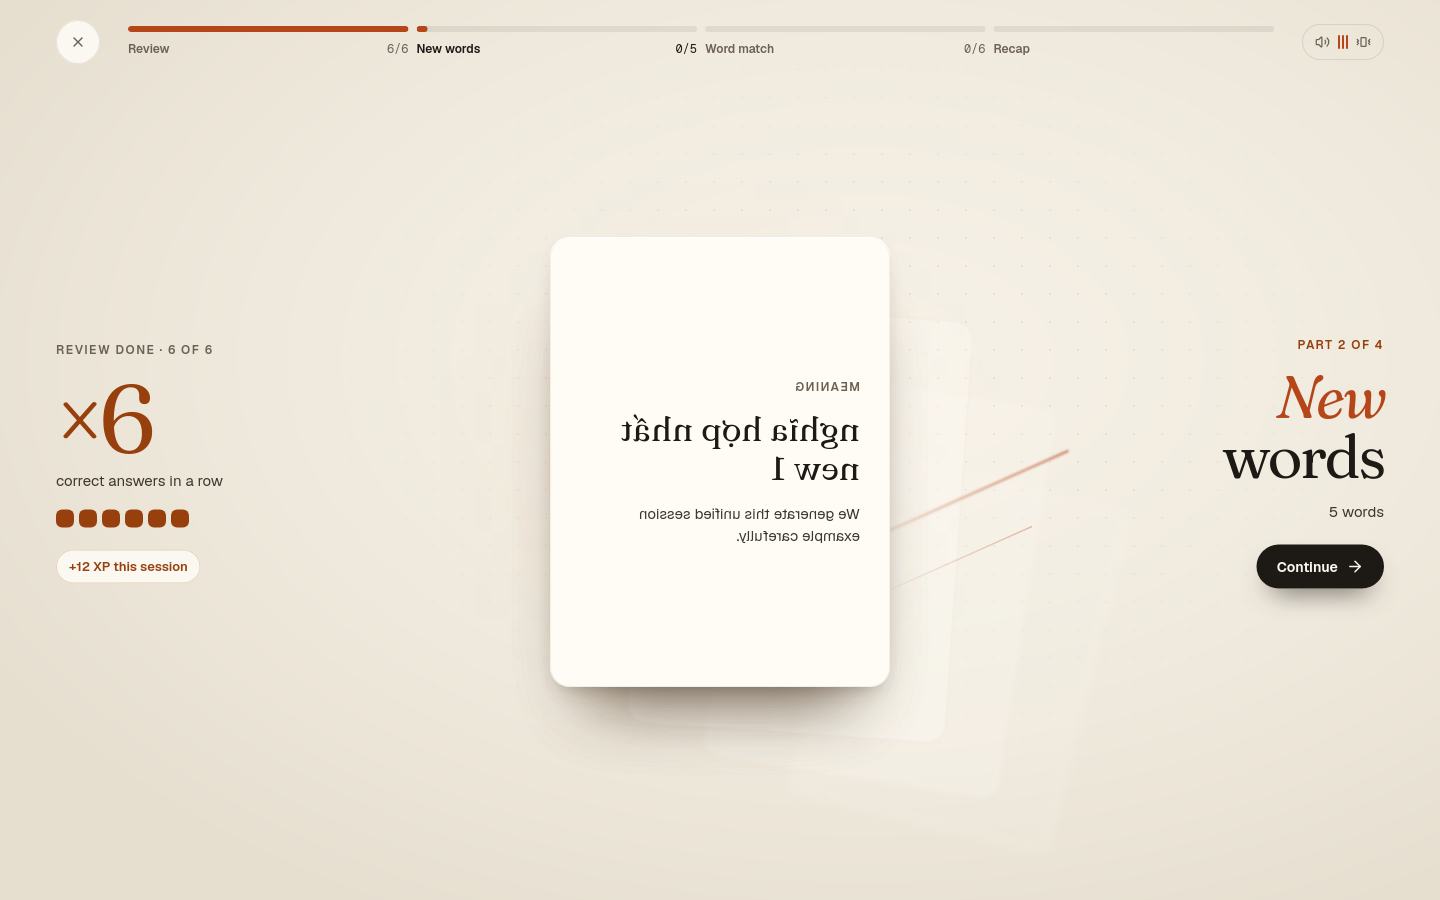 Review 6/6
New words 0/5
Word match 0/6
Recap
REVIEW DONE · 6 OF 6
×6
correct answers in a row
+12 XP this session
MEANING
nghĩa hợp nhất
new 1
We generate this unified session
example carefully.
PART 2 OF 4
New
words
5 words
Continue